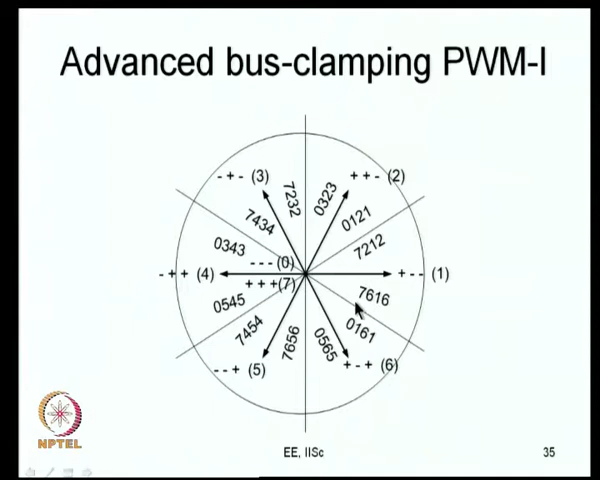 Advanced bus-clamping PWM-I
- + - (3)
+ + - (2)
7232
0323
7434
0121
0343
7212
- - - (0)
- + + (4)
+ - - (1)
+ + +(7)
0545
7616
7454
0161
7656
0565
- - + (5)
+ - + (6)
NPTEL
EE, IISc
35